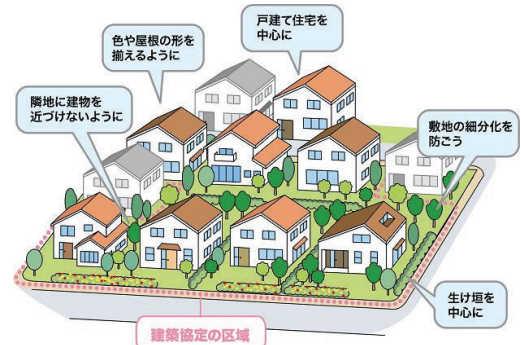 戸建て住宅を
中心に
色や屋根の形を
揃えるように
隣地に建物を
近づけないように
敷地の細分化を
防ごう
生け垣を
中心に
建築協定の区域